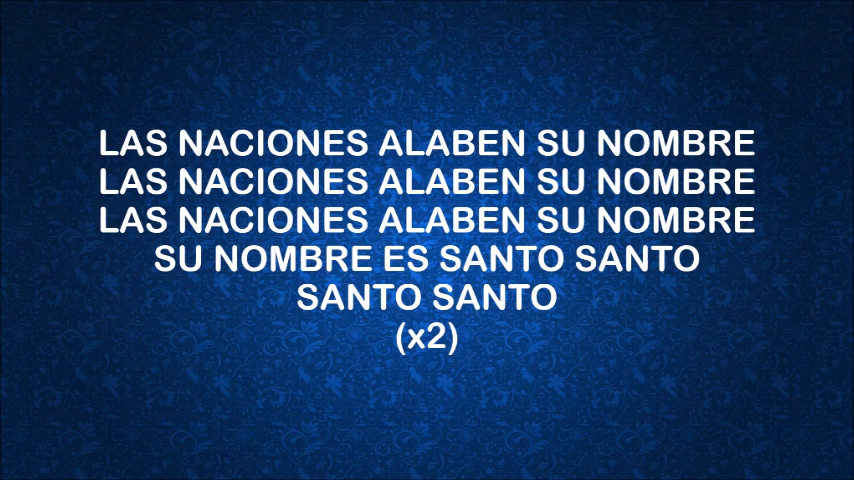 LAS NACIONES ALABEN SU NOMBRE
LAS NACIONES ALABEN SU NOMBRE
LAS NACIONES ALABEN SU NOMBRE
SU NOMBRE ES SANTO SANTO
SANTO SANTO
(x2)